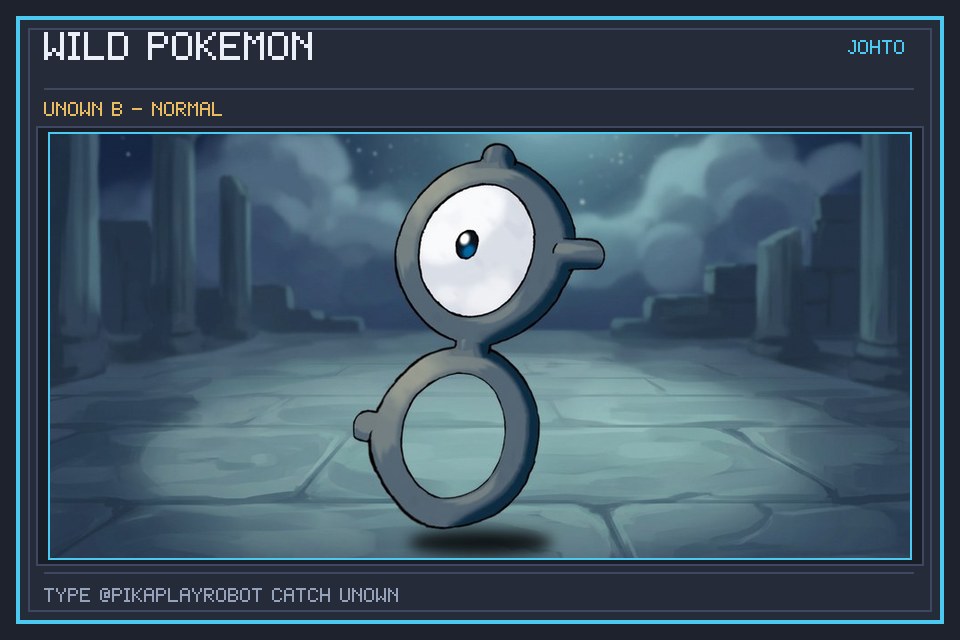 WILD POKEMON
JOHTO
UNOWN B - NORMAL
TYPE @PIKAPLAYROBOT CATCH UNOWN